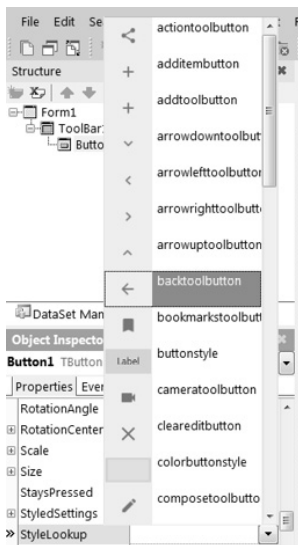 File Edit Se
Structure
Form1
ToolBar
Butto
DataSet Man
Object Inspecto
Button1 TButton
Properties Ever
RotationAngle
RotationCenter
Scale
Size
StaysPressed
StyledSettings
StyleLookup
actiontoolbutton
additembutton
addtoolbutton
arrowdowntoolbut
arrowlefttoolbutton
arrowrighttoolbutt
arrowuptoolbutton
backtoolbutton
bookmarkstoolbutt
Label buttonstyle
cameratoolbutton
cleareditbutton
colorbuttonstyle
composetoolbutto